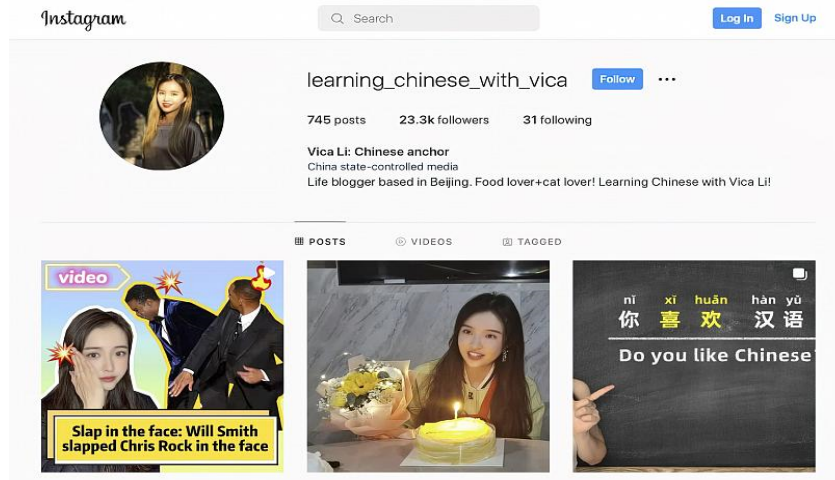 Instagram
Search
Log In
Sign Up
learning_chinese_with_vica
Follow
745 posts 23.3k followers 31 following
Vica Li: Chinese anchor
China state-controlled media
Life blogger based in Beijing. Food lover+cat lover! Learning Chinese with Vica Li!
POSTS VIDEOS TAGGED
video
Slap in the face: Will Smith
slapped Chris Rock in the face
nǐ xǐ huān hàn yǔ
你 喜 欢 汉 语
Do you like Chinese